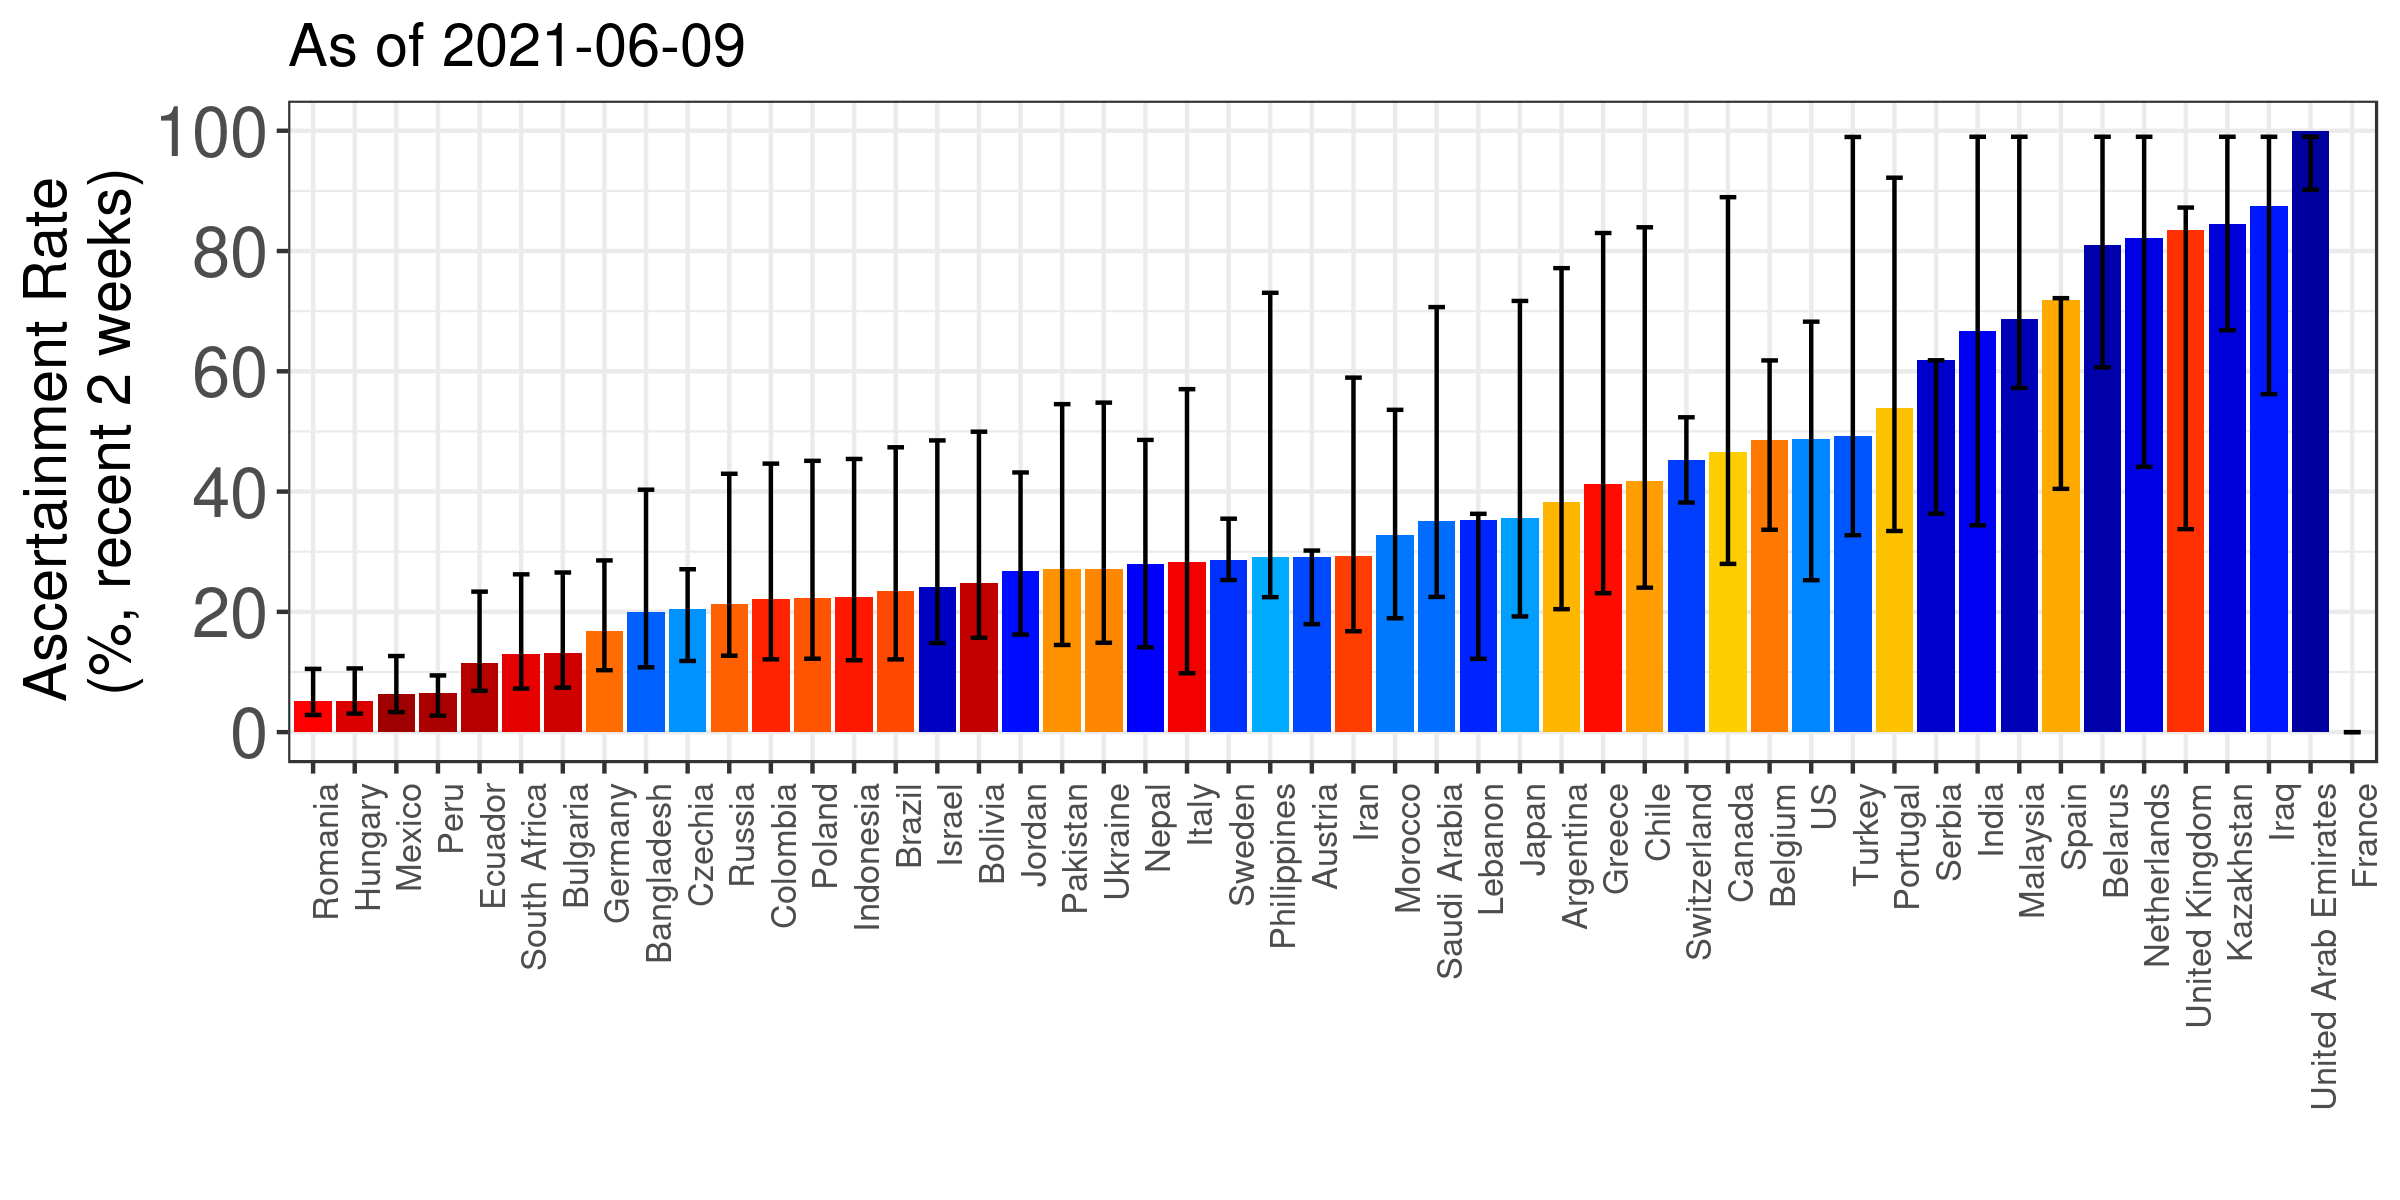 As of 2021-06-09
Ascertainment Rate
(%, recent 2 weeks)
100
80
60
40
20
0
Romania
Hungary
Mexico
Peru
Ecuador
South Africa
Bulgaria
Germany
Bangladesh
Czechia
Russia
Colombia
Poland
Indonesia
Brazil
Israel
Bolivia
Jordan
Pakistan
Ukraine
Nepal
Italy
Sweden
Philippines
Austria
Iran
Morocco
Saudi Arabia
Lebanon
Japan
Argentina
Greece
Chile
Switzerland
Canada
Belgium
US
Turkey
Portugal
Serbia
India
Malaysia
Spain
Belarus
Netherlands
United Kingdom
Kazakhstan
Iraq
United Arab Emirates
France